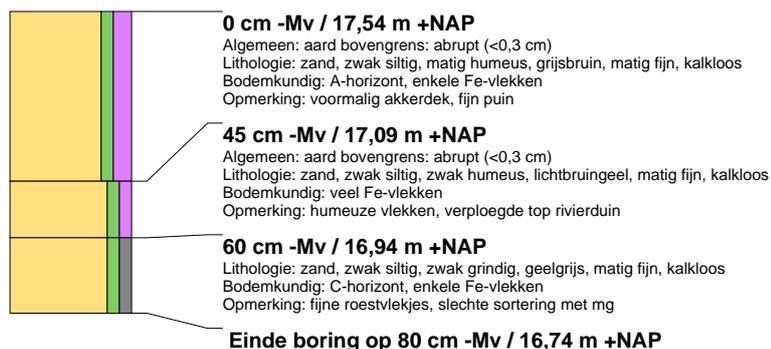 0 cm -Mv / 17,54 m +NAP
Algemeen: aard bovengrens: abrupt (<0,3 cm)
Lithologie: zand, zwak siltig, matig humeus, grijsbruin, matig fijn, kalkloos
Bodemkundig: A-horizont, enkele Fe-vlekken
Opmerking: voormalig akkerdek, fijn puin
45 cm -Mv / 17,09 m +NAP
Algemeen: aard bovengrens: abrupt (<0,3 cm)
Lithologie: zand, zwak siltig, zwak humeus, lichtbruingeel, matig fijn, kalkloos
Bodemkundig: veel Fe-vlekken
Opmerking: humeuze vlekken, verploegde top rivierduin
60 cm -Mv / 16,94 m +NAP
Lithologie: zand, zwak siltig, zwak grindig, geelgrijs, matig fijn, kalkloos
Bodemkundig: C-horizont, enkele Fe-vlekken
Opmerking: fijne roestvlekjes, slechte sortering met mg
Einde boring op 80 cm -Mv / 16,74 m +NAP